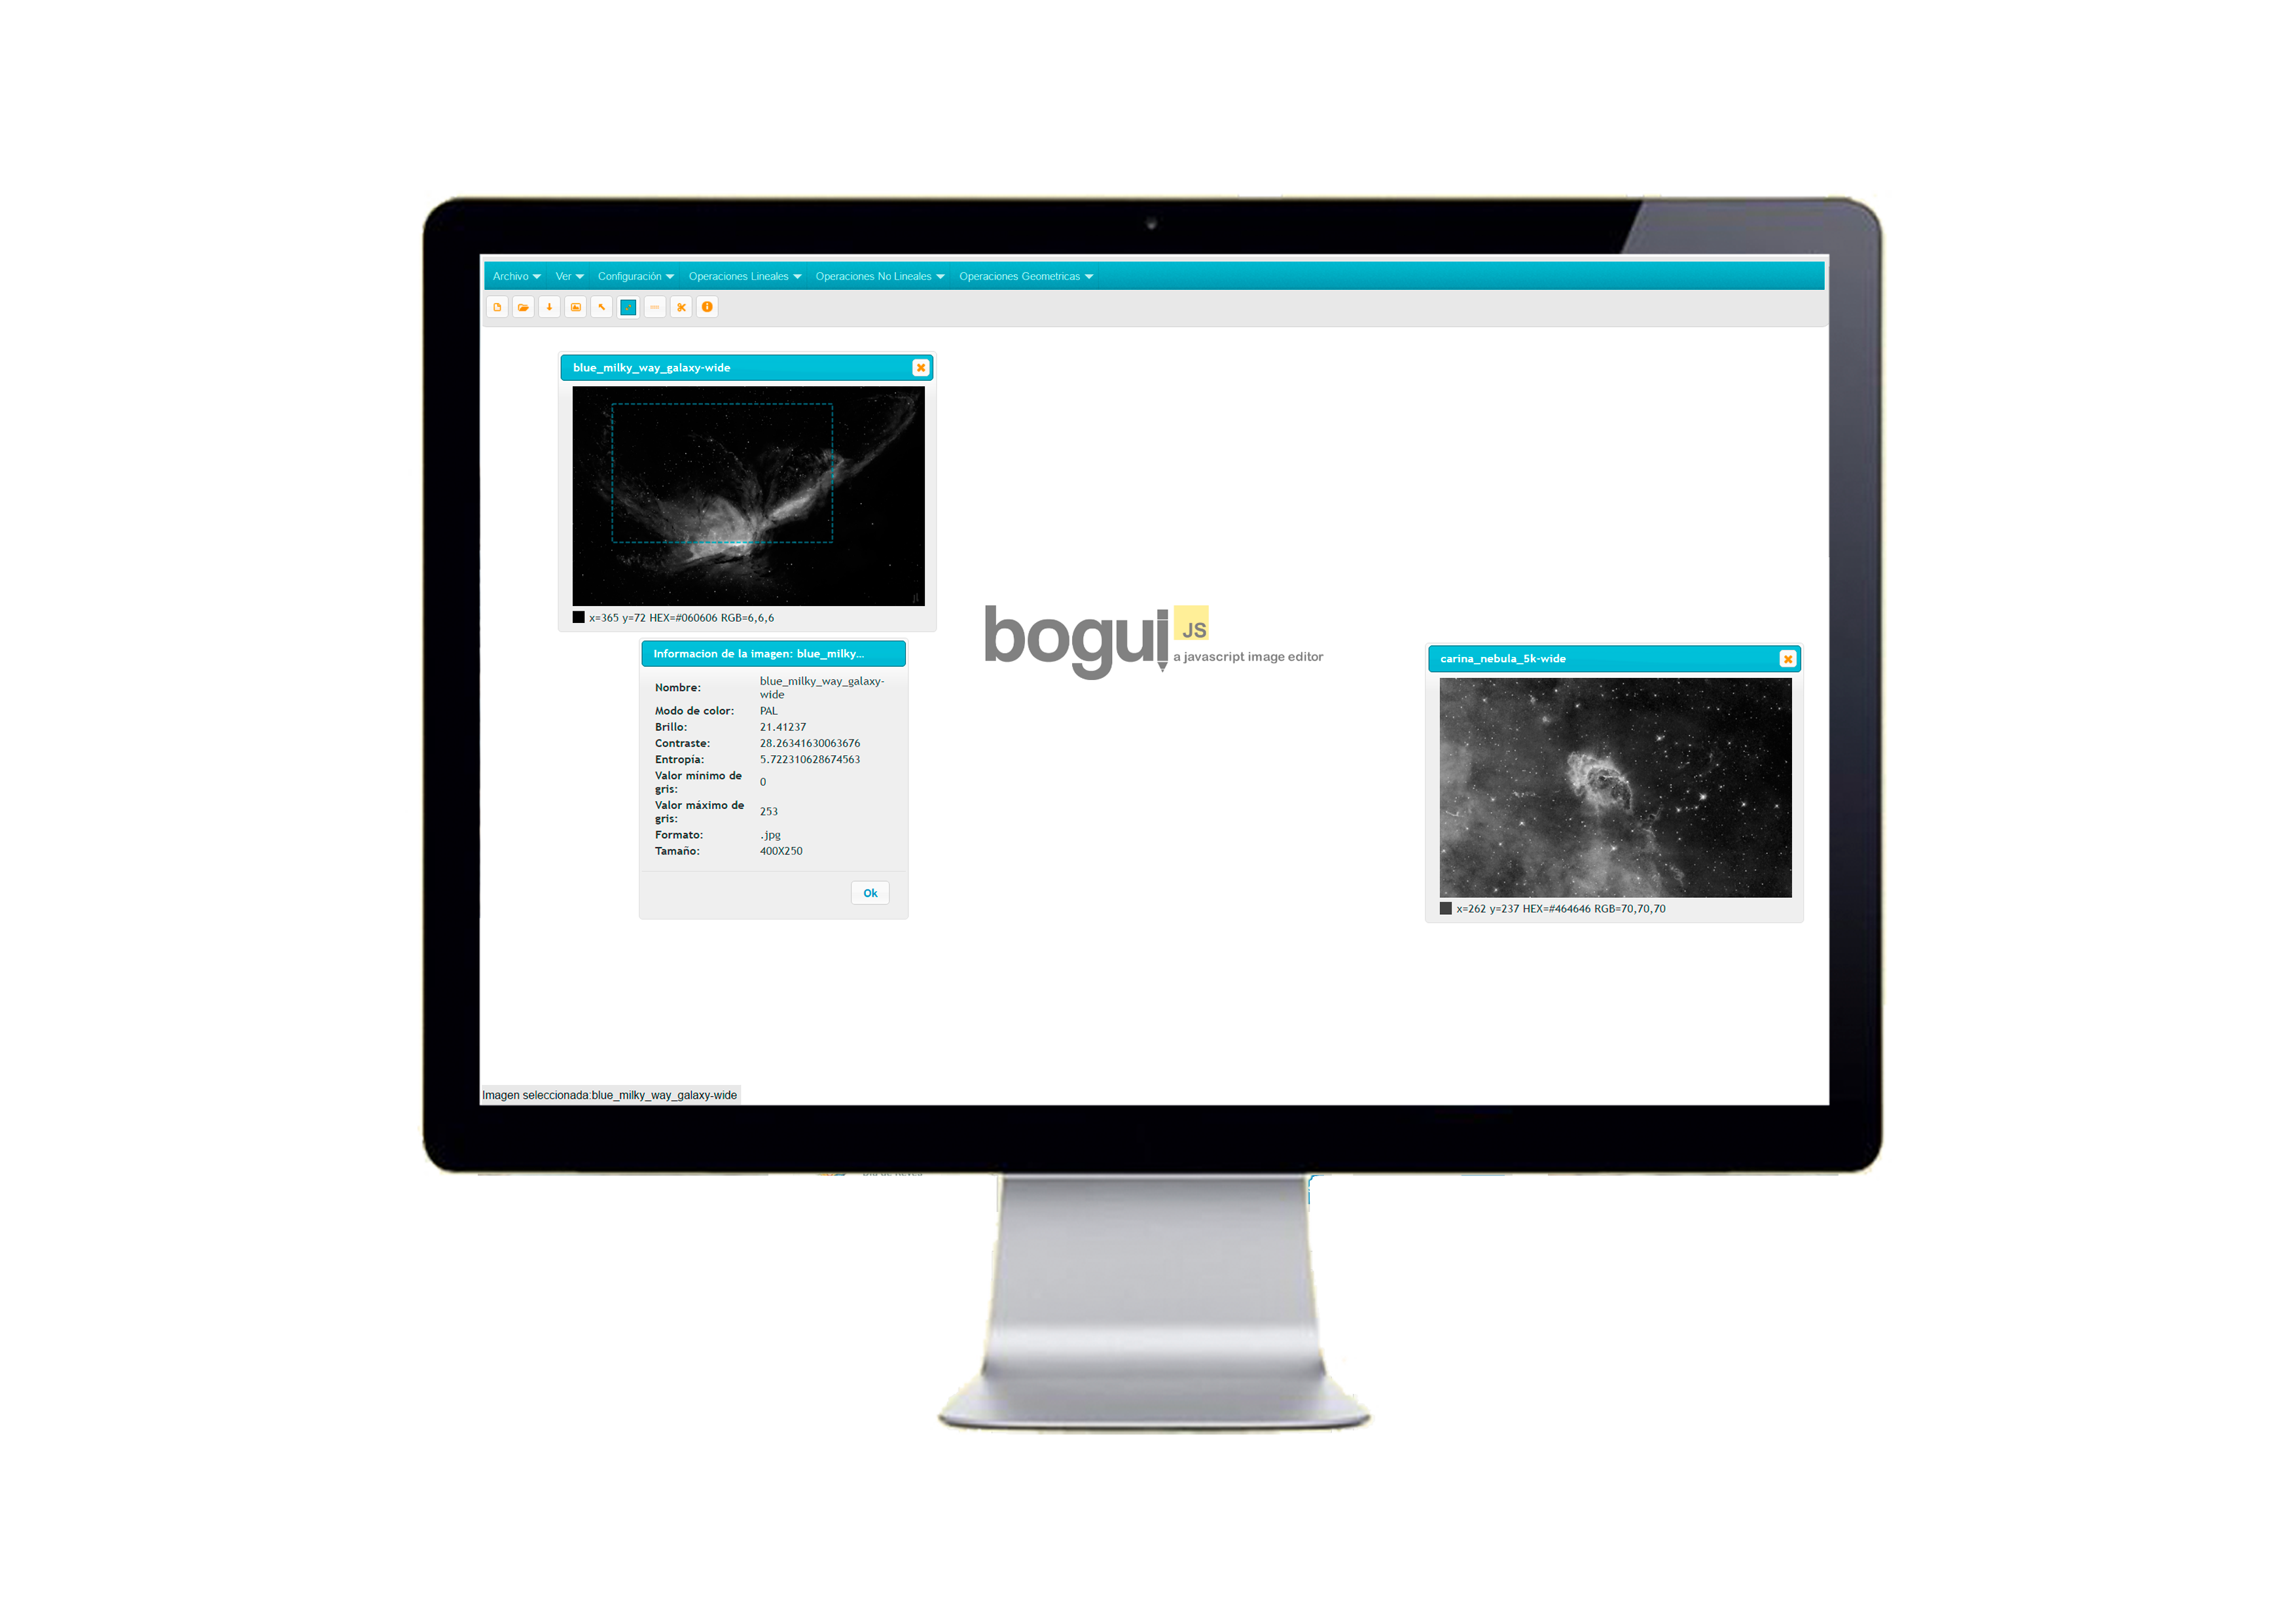 Archivo Ver Configuración Operaciones Lineales Operaciones No Lineales Operaciones Geometricas
blue_milky_way_galaxy-wide
x=365 y=72 HEX=#060606 RGB=6,6,6
Informacion de la imagen: blue_milky...
Nombre: blue_milky_way_galaxy-
wide
Modo de color: PAL
Brillo: 21.41237
Contraste: 28.26341630063676
Entropía: 5.722310628674563
Valor mínimo de
gris: 0
Valor máximo de
gris: 253
Formato: .jpg
Tamaño: 400X250
Ok
bogui JS
a javascript image editor
carina_nebula_5k-wide
x=262 y=237 HEX=#464646 RGB=70,70,70
Imagen seleccionada:blue_milky_way_galaxy-wide